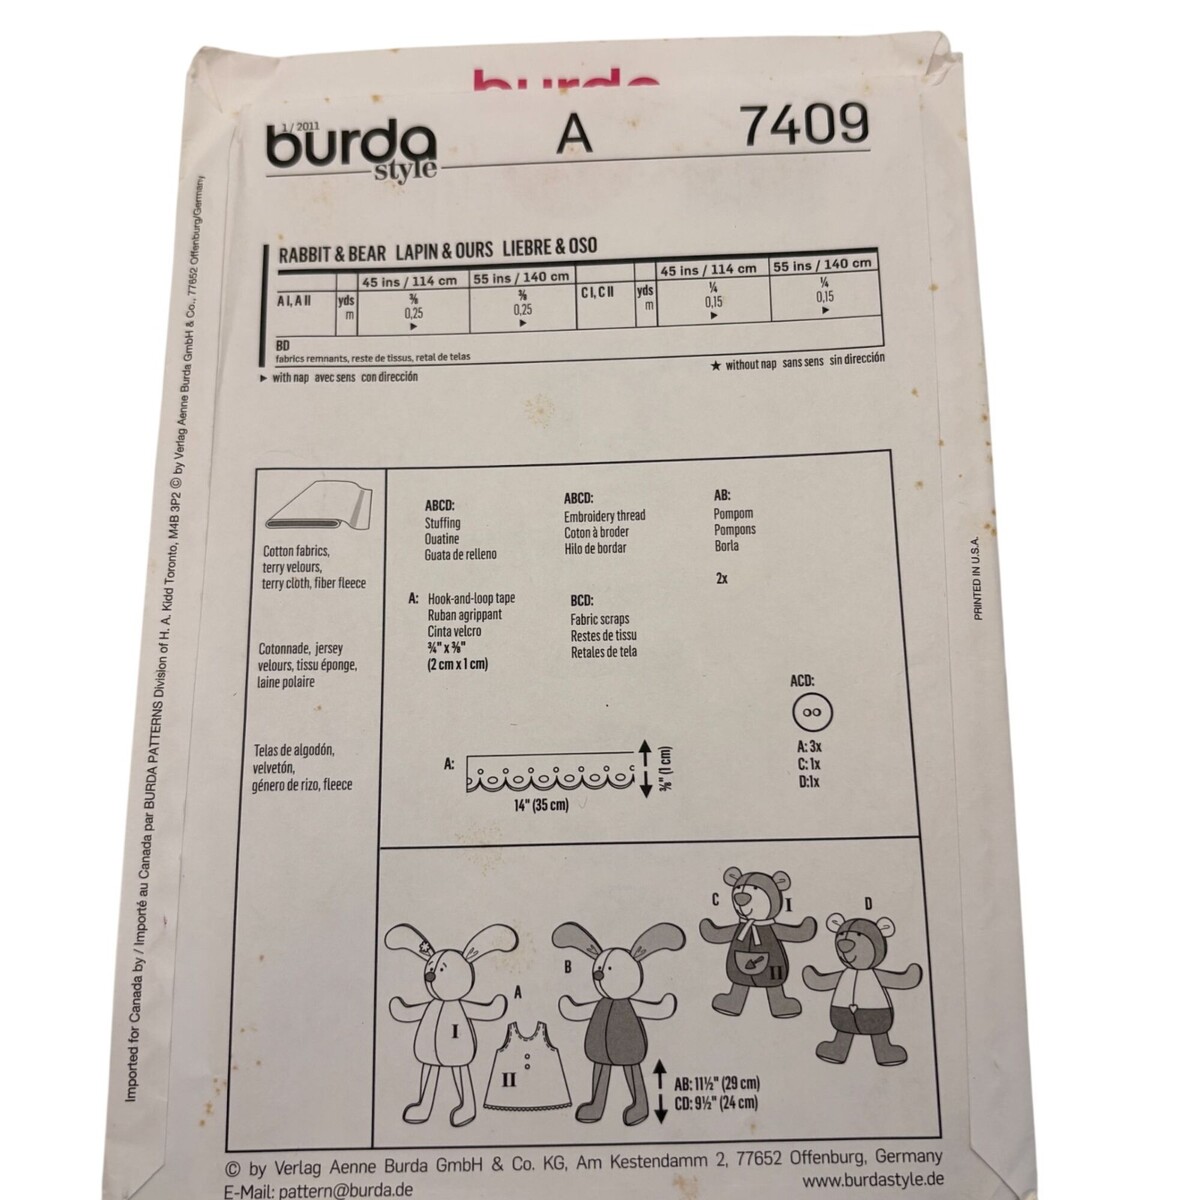 burda
1/2011
burda
style
A
7409
RABBIT & BEAR LAPIN & OURS LIEBRE & OSO
45 ins / 114 cm 55 ins / 140 cm 45 ins / 114 cm 55 ins / 140 cm
A I, A II yds ⅜ ⅜ C I, C II yds ¼ ¼
m 0,25 0,25 m 0,15 0,15
► ► ► ►
BD
fabrics remnants, reste de tissus, retal de telas
► with nap avec sens con dirección
★ without nap sans sens sin dirección
Cotton fabrics,
terry velours,
terry cloth, fiber fleece
Cotonnade, jersey
velours, tissu éponge,
laine polaire
Telas de algodón,
velvetón,
género de rizo, fleece
ABCD:
Stuffing
Ouatine
Guata de relleno
ABCD:
Embroidery thread
Coton à broder
Hilo de bordar
AB:
Pompom
Pompons
Borla
2x
A: Hook-and-loop tape
Ruban agrippant
Cinta velcro
¾" x ⅜"
(2 cm x 1 cm)
BCD:
Fabric scraps
Restes de tissu
Retales de tela
ACD:
A: 3x
C: 1x
D:1x
A:
⅜" (1 cm)
14" (35 cm)
A
I
II
B
C
I
II
D
AB: 11½" (29 cm)
CD: 9½" (24 cm)
© by Verlag Aenne Burda GmbH & Co. KG, Am Kestendamm 2, 77652 Offenburg, Germany
E-Mail: pattern@burda.de
www.burdastyle.de
Imported for Canada by / Importé au Canada par BURDA PATTERNS Division of H. A. Kidd Toronto, M4B 3P2 © by Verlag Aenne Burda GmbH & Co., 77652 Offenburg/Germany
PRINTED IN U.S.A.